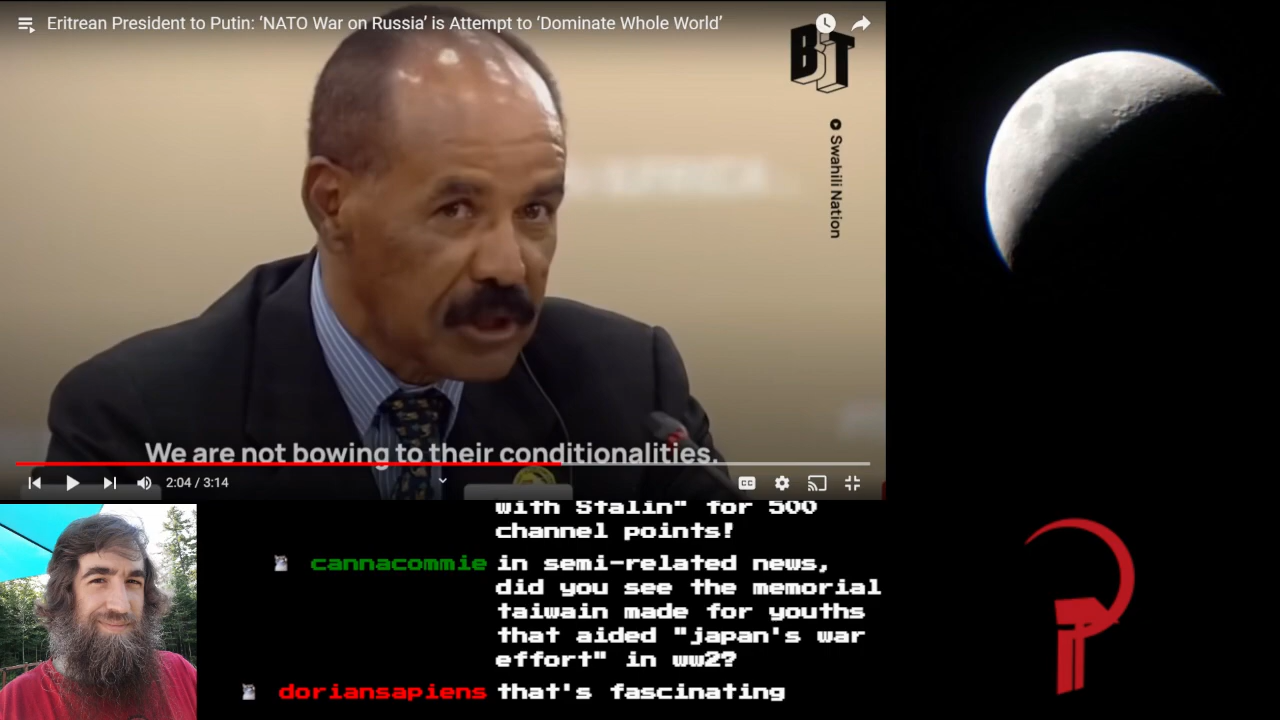 Eritrean President to Putin: ‘NATO War on Russia’ is Attempt to ‘Dominate Whole World’
BT
Swahili Nation
We are not bowing to their conditionalities.
2:04 / 3:14
CC
with Stalin" for 500
channel points!
cannacommie in semi-related news,
did you see the memorial
taiwain made for youths
that aided "japan's war
effort" in ww2?
doriansapiens that's fascinating